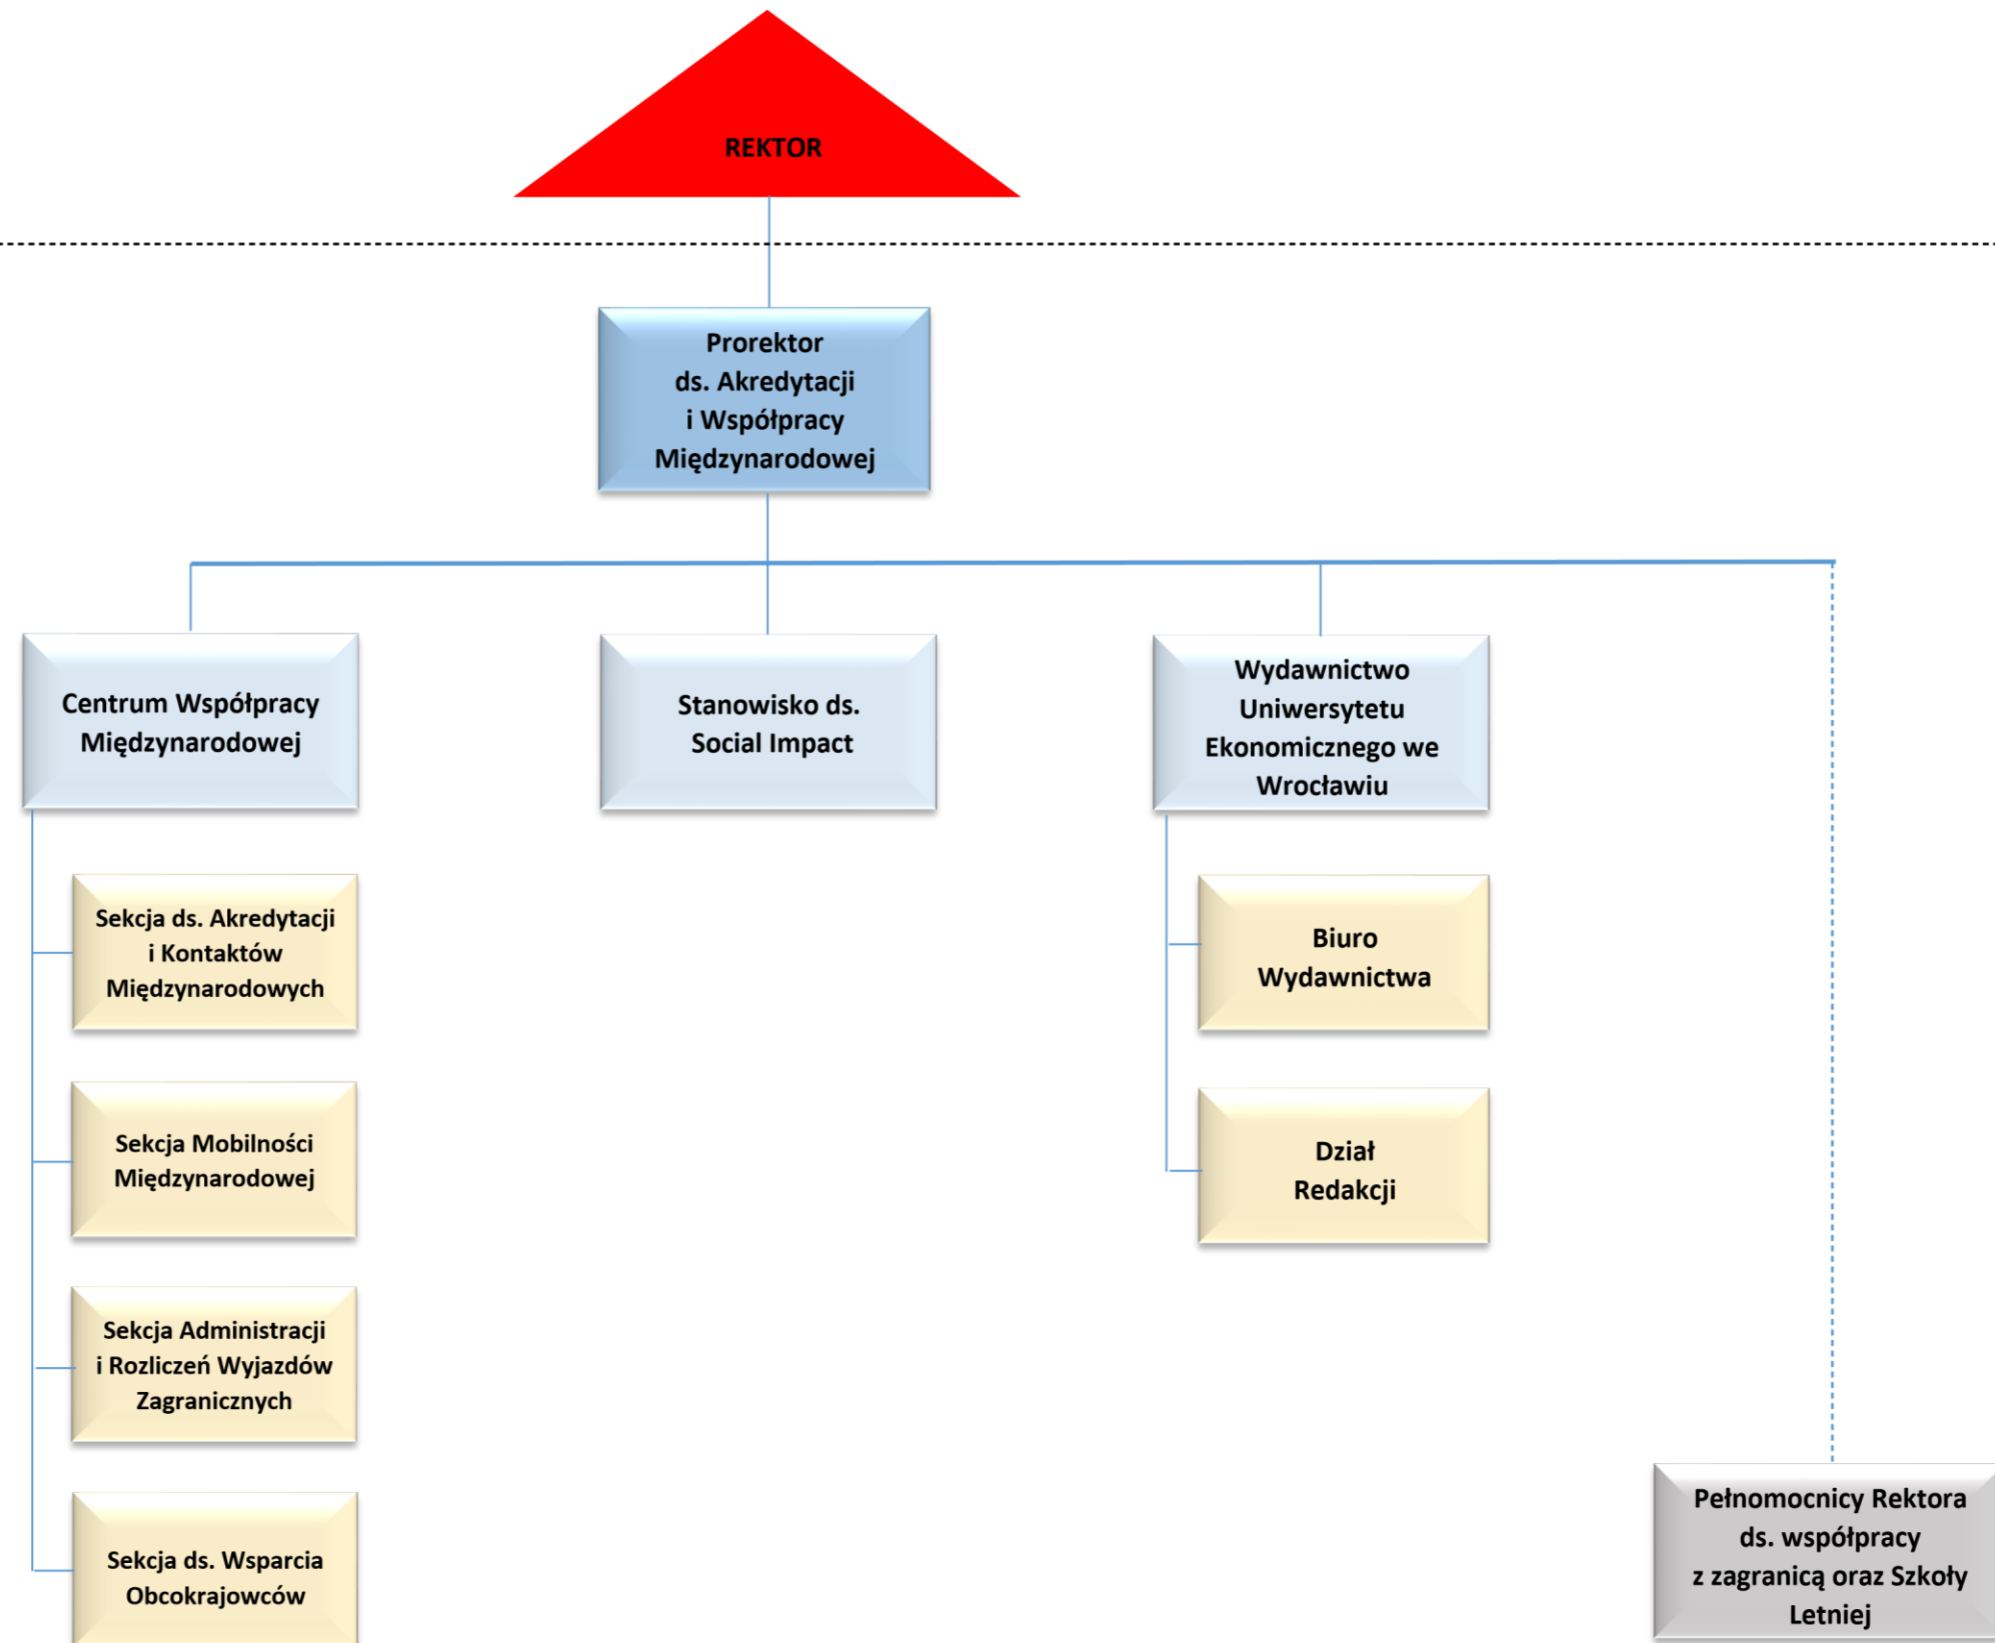 REKTOR
Prorektor
ds. Akredytacji
i Współpracy
Międzynarodowej
Centrum Współpracy
Międzynarodowej
Stanowisko ds.
Social Impact
Wydawnictwo
Uniwersytetu
Ekonomicznego we
Wrocławiu
Sekcja ds. Akredytacji
i Kontaktów
Międzynarodowych
Biuro
Wydawnictwa
Sekcja Mobilności
Międzynarodowej
Dział
Redakcji
Sekcja Administracji
i Rozliczeń Wyjazdów
Zagranicznych
Sekcja ds. Wsparcia
Obcokrajowców
Pełnomocnicy Rektora
ds. współpracy
z zagranicą oraz Szkoły
Letniej